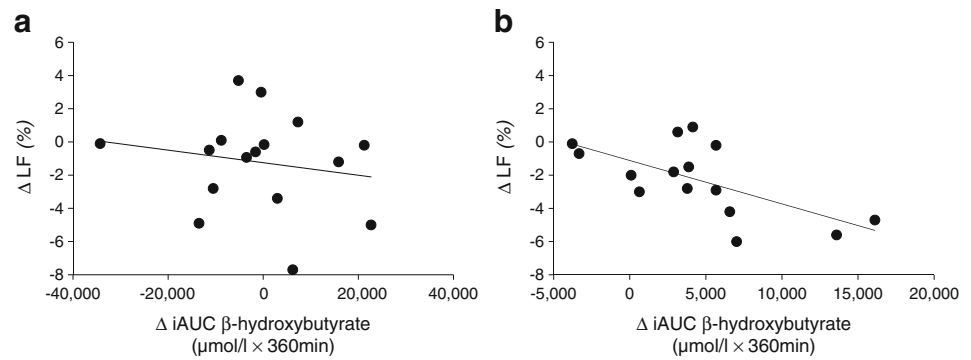 a
6
4
2
0
-2
-4
-6
-8
Δ LF (%)
-40,000 -20,000 0 20,000 40,000
Δ iAUC β-hydroxybutyrate
(μmol/l × 360min)
b
6
4
2
0
-2
-4
-6
-8
Δ LF (%)
-5,000 0 5,000 10,000 15,000 20,000
Δ iAUC β-hydroxybutyrate
(μmol/l × 360min)